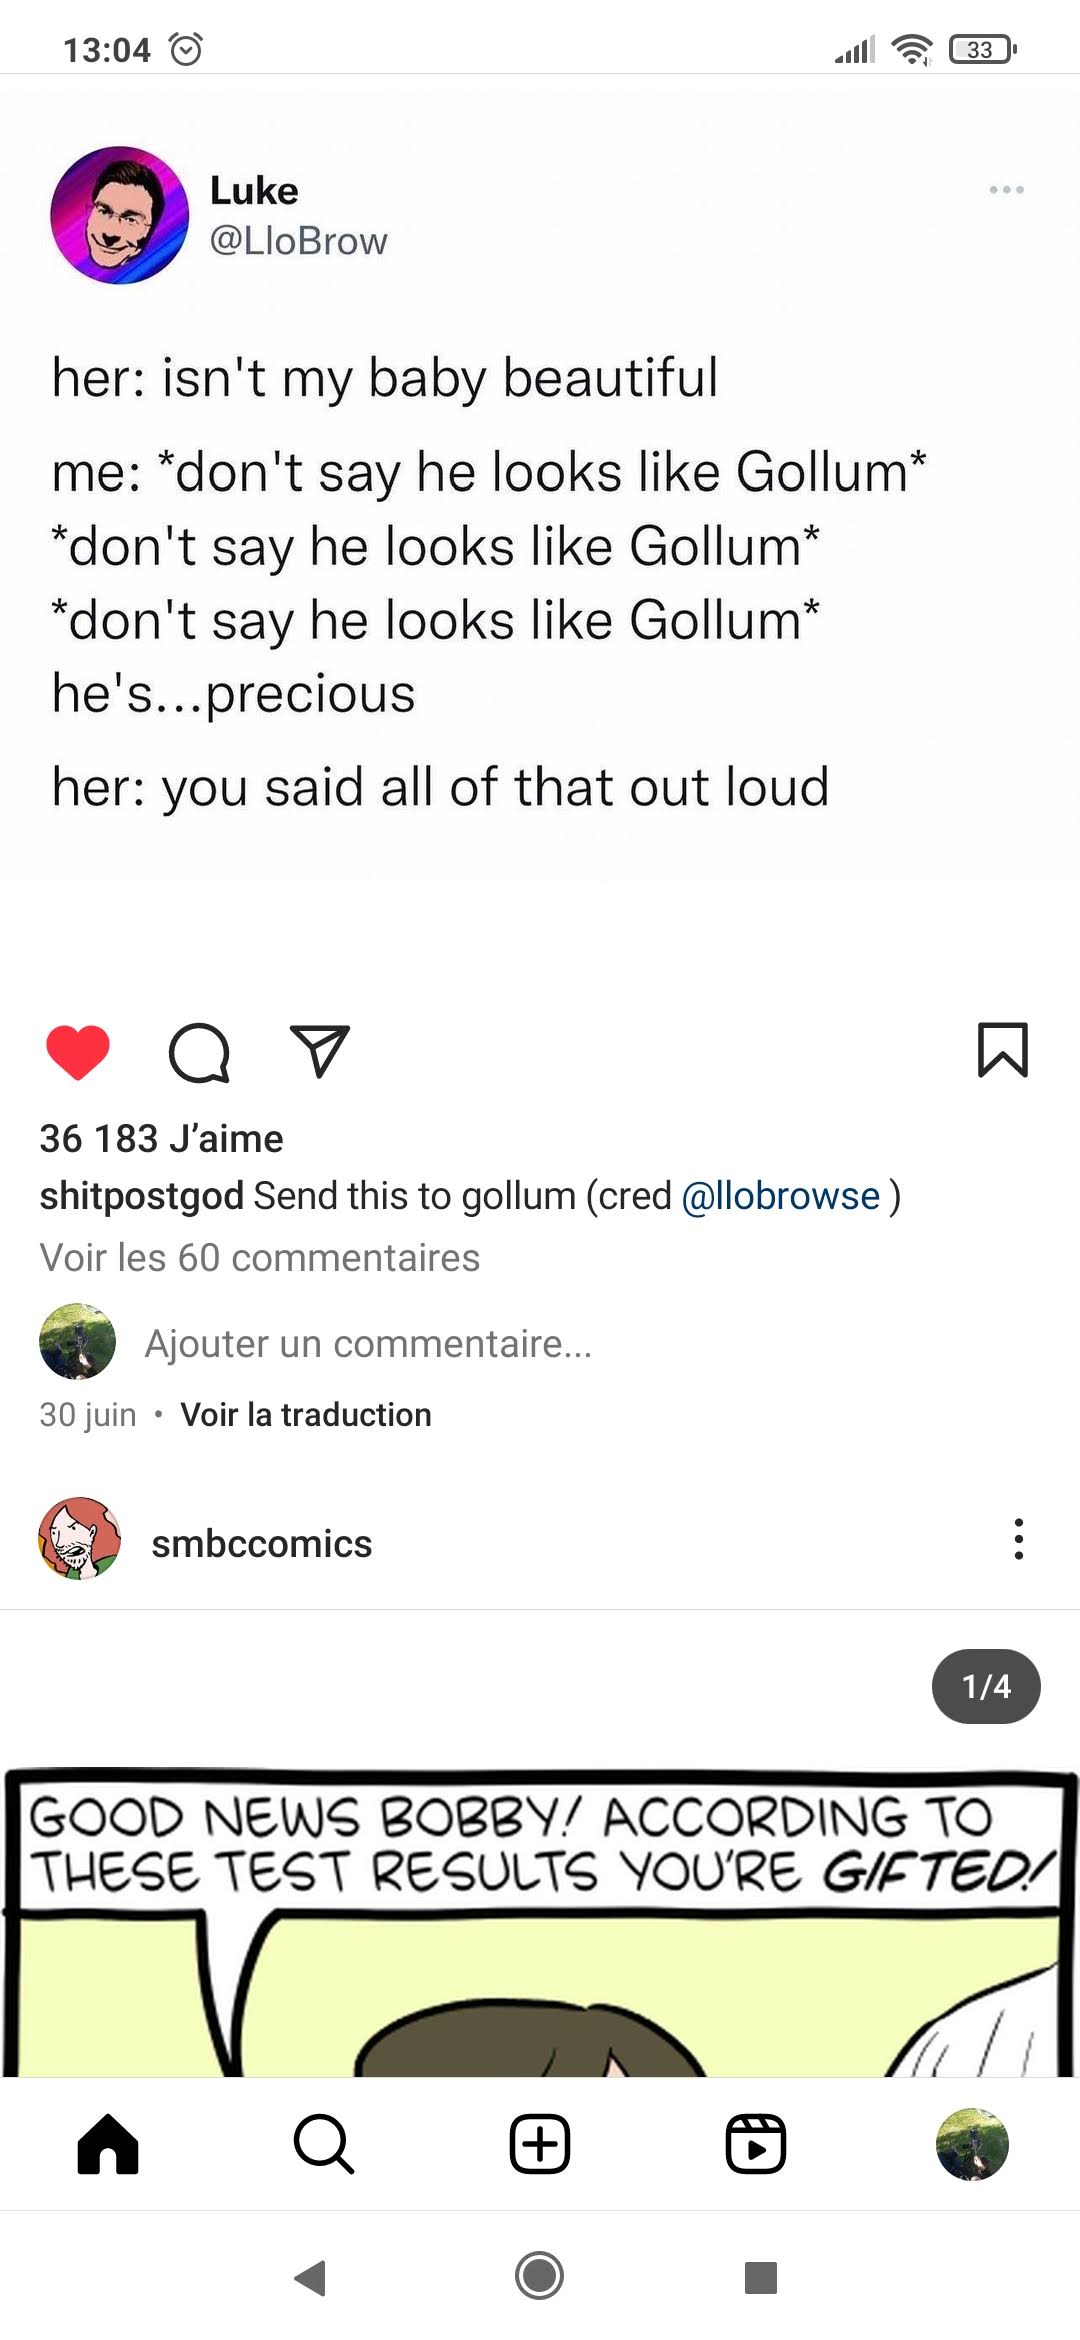 13:04
33
Luke
@LloBrow
her: isn't my baby beautiful
me: *don't say he looks like Gollum*
*don't say he looks like Gollum*
*don't say he looks like Gollum*
he's...precious
her: you said all of that out loud
36 183 J’aime
shitpostgod Send this to gollum (cred @llobrowse )
Voir les 60 commentaires
Ajouter un commentaire...
30 juin • Voir la traduction
smbccomics
1/4
GOOD NEWS BOBBY! ACCORDING TO
THESE TEST RESULTS YOU'RE GIFTED!